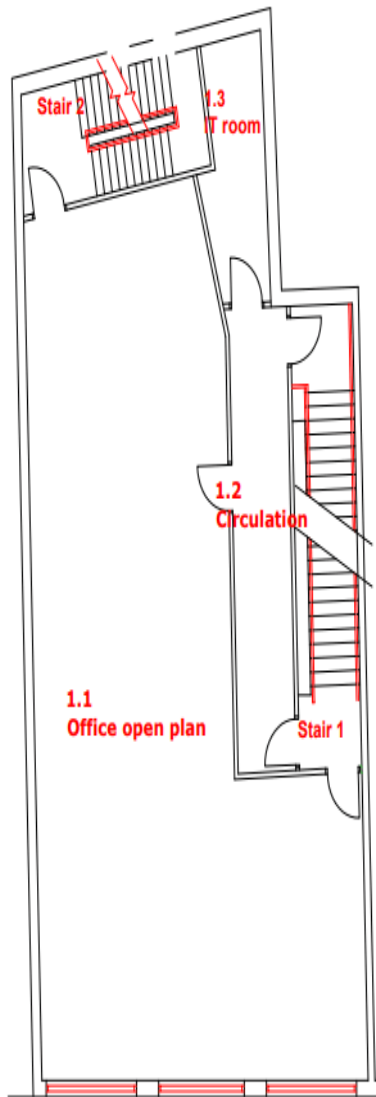 Stair 2
1.3
IT room
1.2
Circulation
1.1
Office open plan
Stair 1